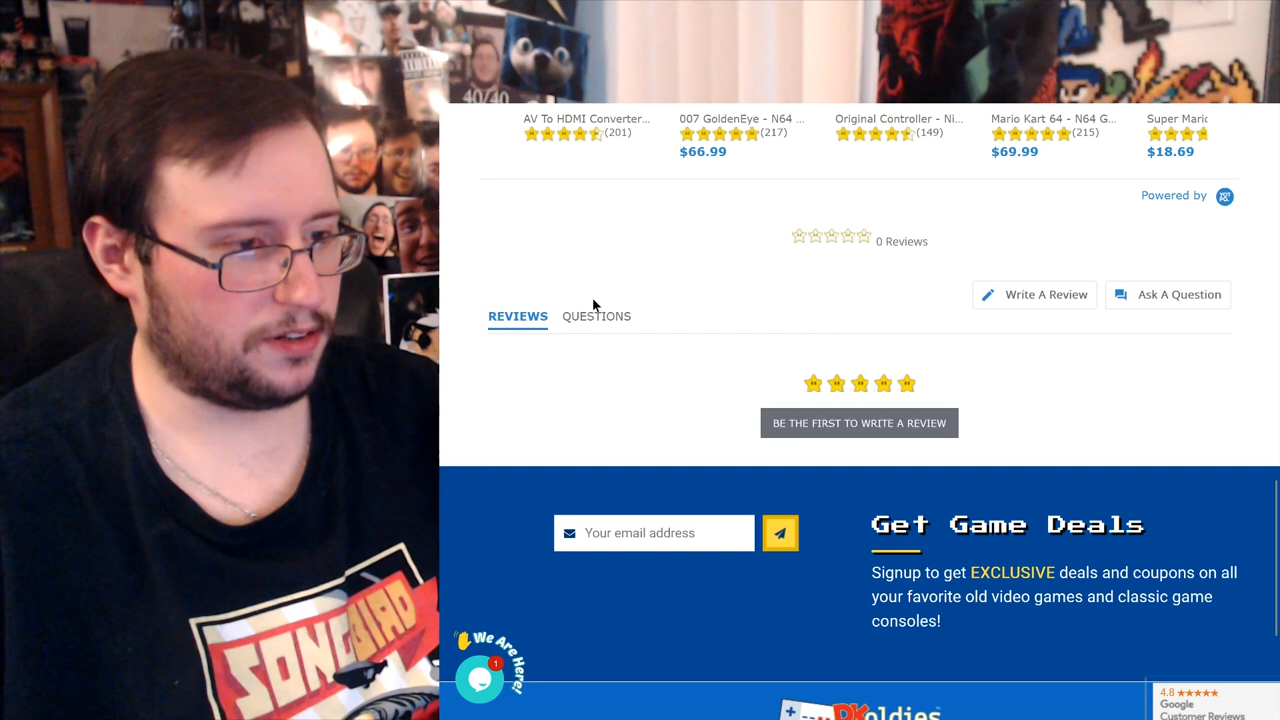 40/40
AV To HDMI Converter...
(201)
007 GoldenEye - N64 ...
(217)
$66.99
Original Controller - Ni...
(149)
Mario Kart 64 - N64 G...
(215)
$69.99
Super Mario
$18.69
Powered by
0 Reviews
Write A Review
Ask A Question
REVIEWS
QUESTIONS
BE THE FIRST TO WRITE A REVIEW
Your email address
Get Game Deals
Signup to get EXCLUSIVE deals and coupons on all
your favorite old video games and classic game
consoles!
We Are Here!
1
SONGBIRD
DKoldies
4.8
Google
Customer Reviews